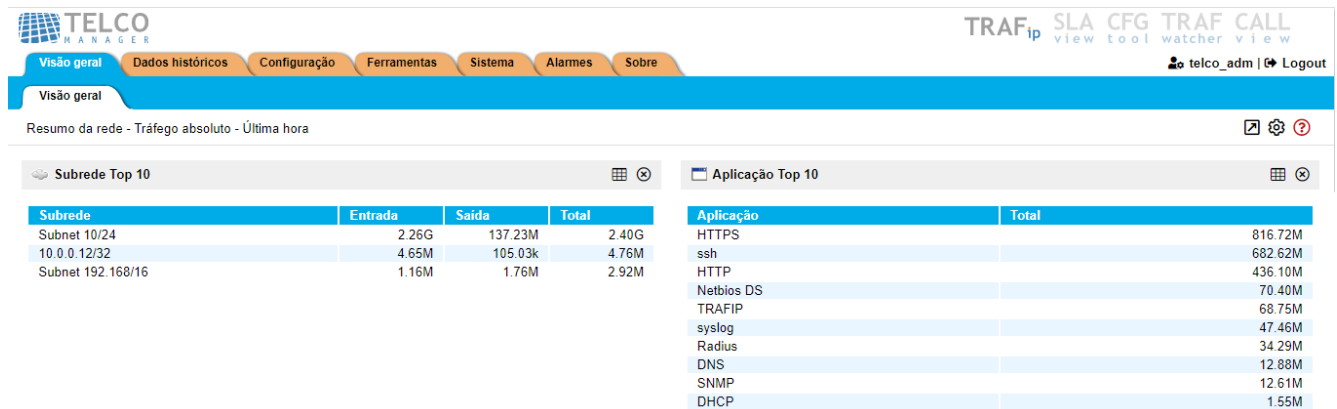 TELCO
MANAGER
TRAFip SLA view CFG tool TRAF watcher CALL view
Visão geral Dados históricos Configuração Ferramentas Sistema Alarmes Sobre
telco_adm | Logout
Visão geral
Resumo da rede - Tráfego absoluto - Última hora
Subrede Top 10
Subrede Entrada Saída Total
Subnet 10/24 2.26G 137.23M 2.40G
10.0.0.12/32 4.65M 105.03k 4.76M
Subnet 192.168/16 1.16M 1.76M 2.92M
Aplicação Top 10
Aplicação Total
HTTPS 816.72M
ssh 682.62M
HTTP 436.10M
Netbios DS 70.40M
TRAFIP 68.75M
syslog 47.46M
Radius 34.29M
DNS 12.88M
SNMP 12.61M
DHCP 1.55M